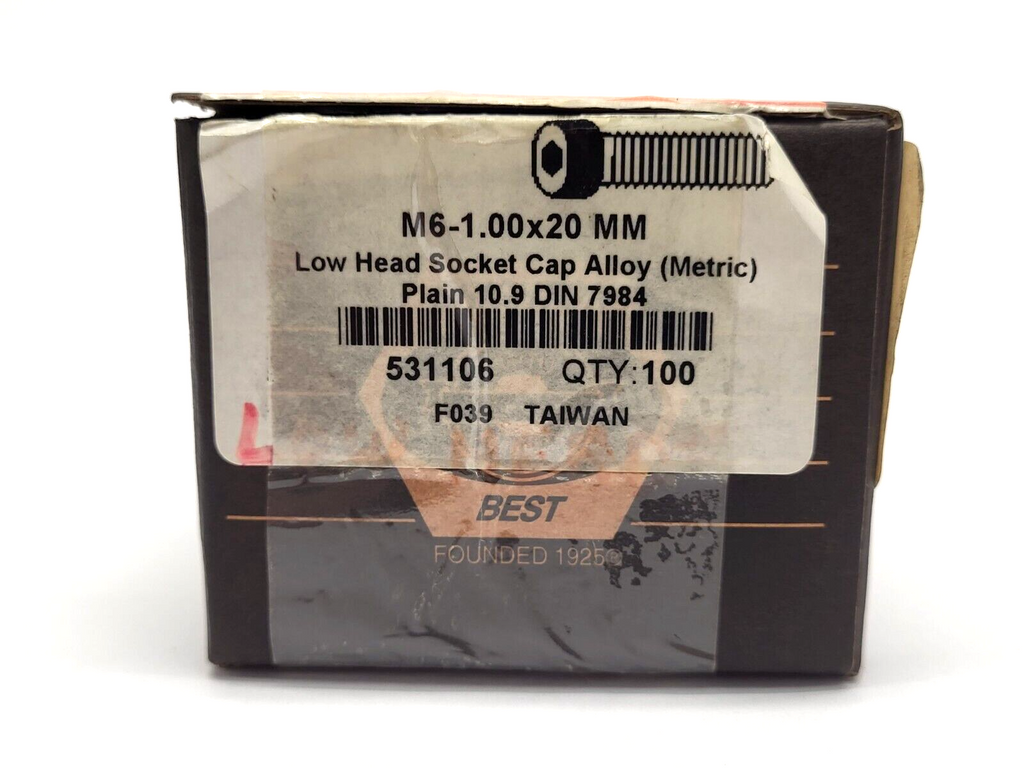 M6-1.00x20 MM
Low Head Socket Cap Alloy (Metric)
Plain 10.9 DIN 7984
531106 QTY:100
F039 TAIWAN
L
BEST
FOUNDED 1925®